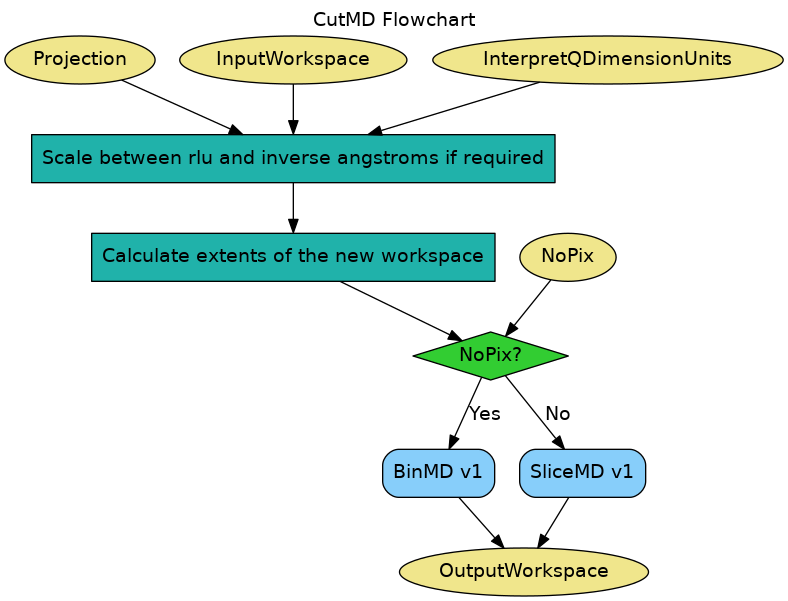 CutMD Flowchart
Projection
InputWorkspace
InterpretQDimensionUnits
Scale between rlu and inverse angstroms if required
Calculate extents of the new workspace
NoPix
NoPix?
Yes
No
BinMD v1
SliceMD v1
OutputWorkspace